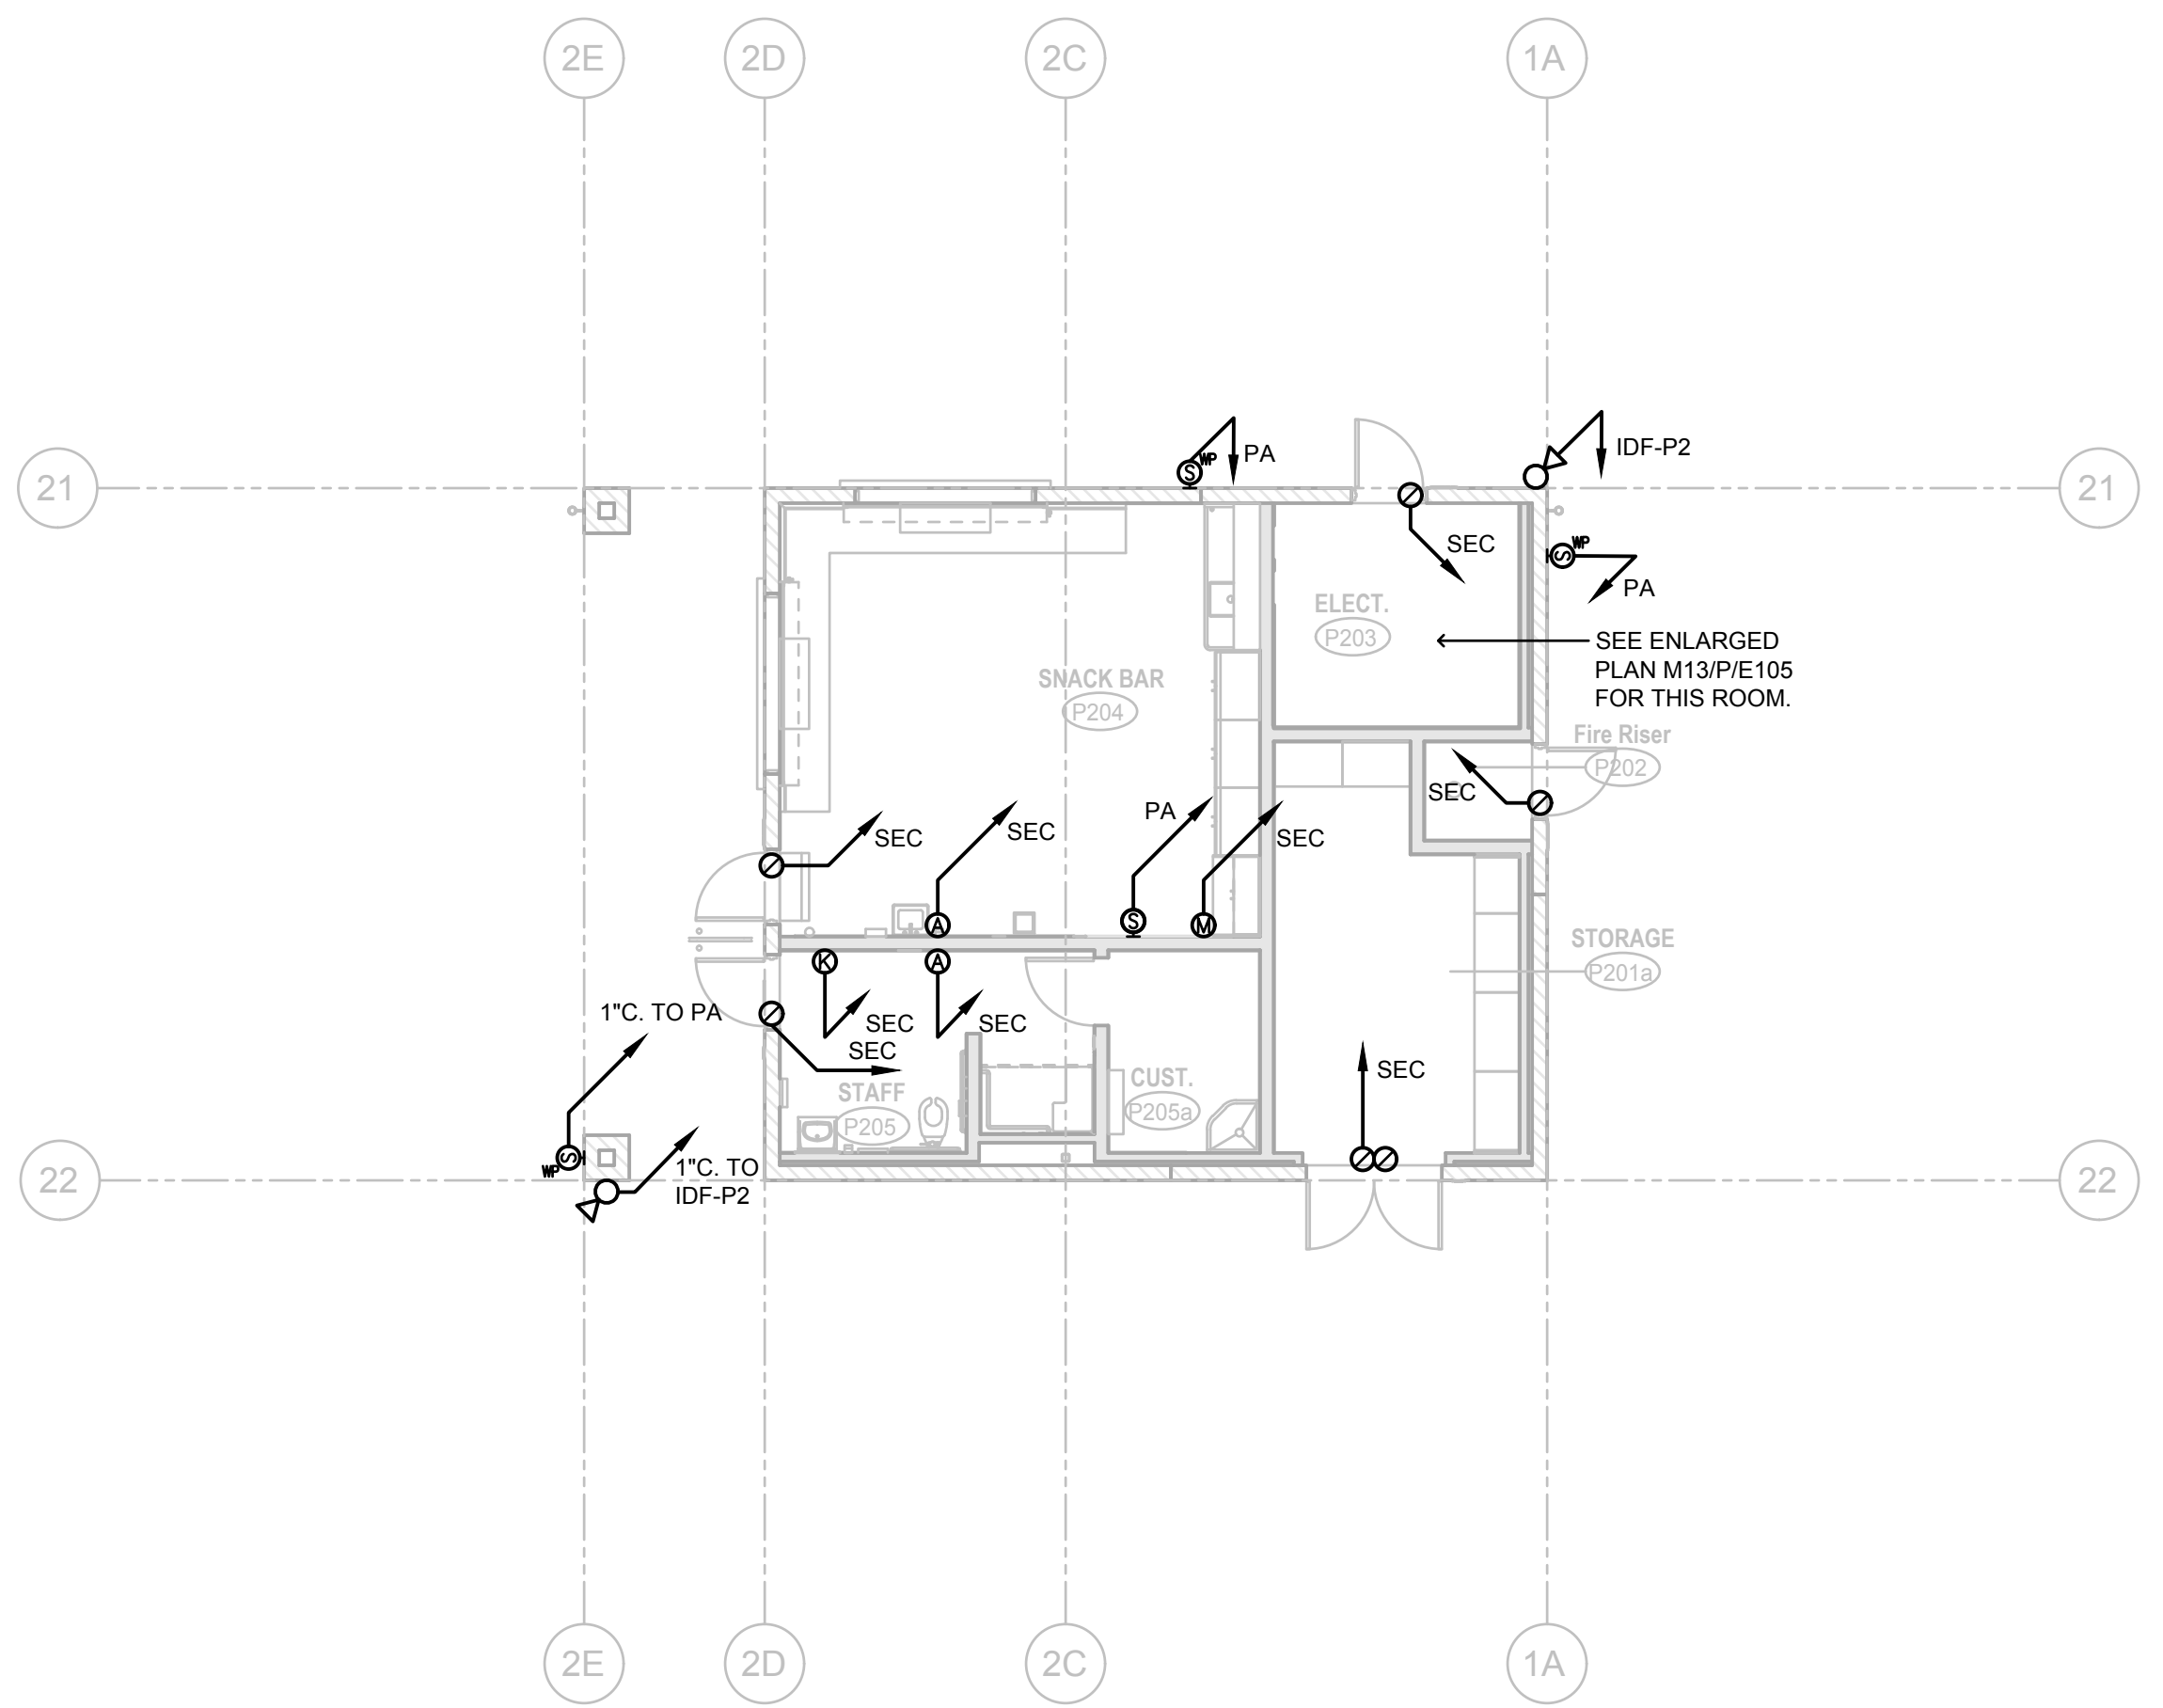 2E
2D
2C
1A
PA
WP
S
IDF-P2
21
21
SEC
WP
S
PA
ELECT.
P203
SEE ENLARGED
PLAN M13/P/E105
FOR THIS ROOM.
SNACK BAR
P204
Fire Riser
P202
SEC
PA
SEC
SEC
SEC
A
S
M
STORAGE
P201a
K
A
1"C. TO PA
SEC
SEC
SEC
SEC
STAFF
P205
CUST.
P205a
S
WP
1"C. TO
IDF-P2
22
22
2E
2D
2C
1A